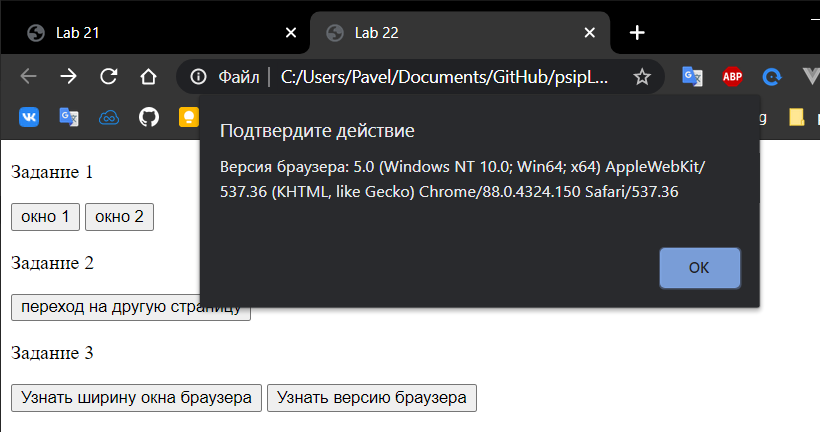 Lab 21
Lab 22
Файл
C:/Users/Pavel/Documents/GitHub/psipL...
ABP
Подтвердите действие
Версия браузера: 5.0 (Windows NT 10.0; Win64; x64) AppleWebKit/
537.36 (KHTML, like Gecko) Chrome/88.0.4324.150 Safari/537.36
ОК
Задание 1
окно 1
окно 2
Задание 2
переход на другую страницу
Задание 3
Узнать ширину окна браузера
Узнать версию браузера